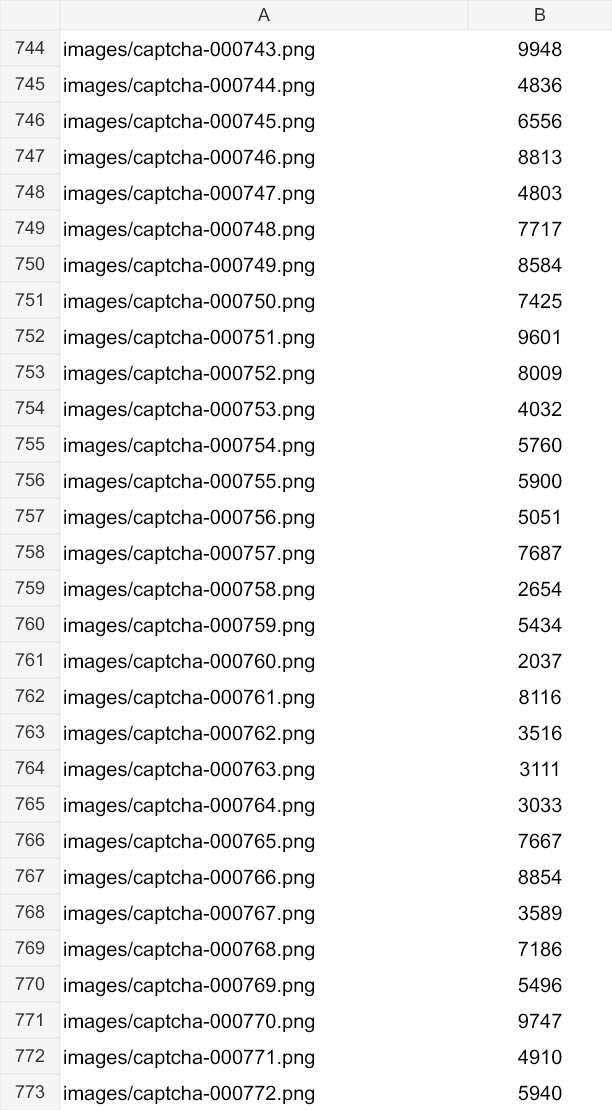 A B
744 images/captcha-000743.png 9948
745 images/captcha-000744.png 4836
746 images/captcha-000745.png 6556
747 images/captcha-000746.png 8813
748 images/captcha-000747.png 4803
749 images/captcha-000748.png 7717
750 images/captcha-000749.png 8584
751 images/captcha-000750.png 7425
752 images/captcha-000751.png 9601
753 images/captcha-000752.png 8009
754 images/captcha-000753.png 4032
755 images/captcha-000754.png 5760
756 images/captcha-000755.png 5900
757 images/captcha-000756.png 5051
758 images/captcha-000757.png 7687
759 images/captcha-000758.png 2654
760 images/captcha-000759.png 5434
761 images/captcha-000760.png 2037
762 images/captcha-000761.png 8116
763 images/captcha-000762.png 3516
764 images/captcha-000763.png 3111
765 images/captcha-000764.png 3033
766 images/captcha-000765.png 7667
767 images/captcha-000766.png 8854
768 images/captcha-000767.png 3589
769 images/captcha-000768.png 7186
770 images/captcha-000769.png 5496
771 images/captcha-000770.png 9747
772 images/captcha-000771.png 4910
773 images/captcha-000772.png 5940